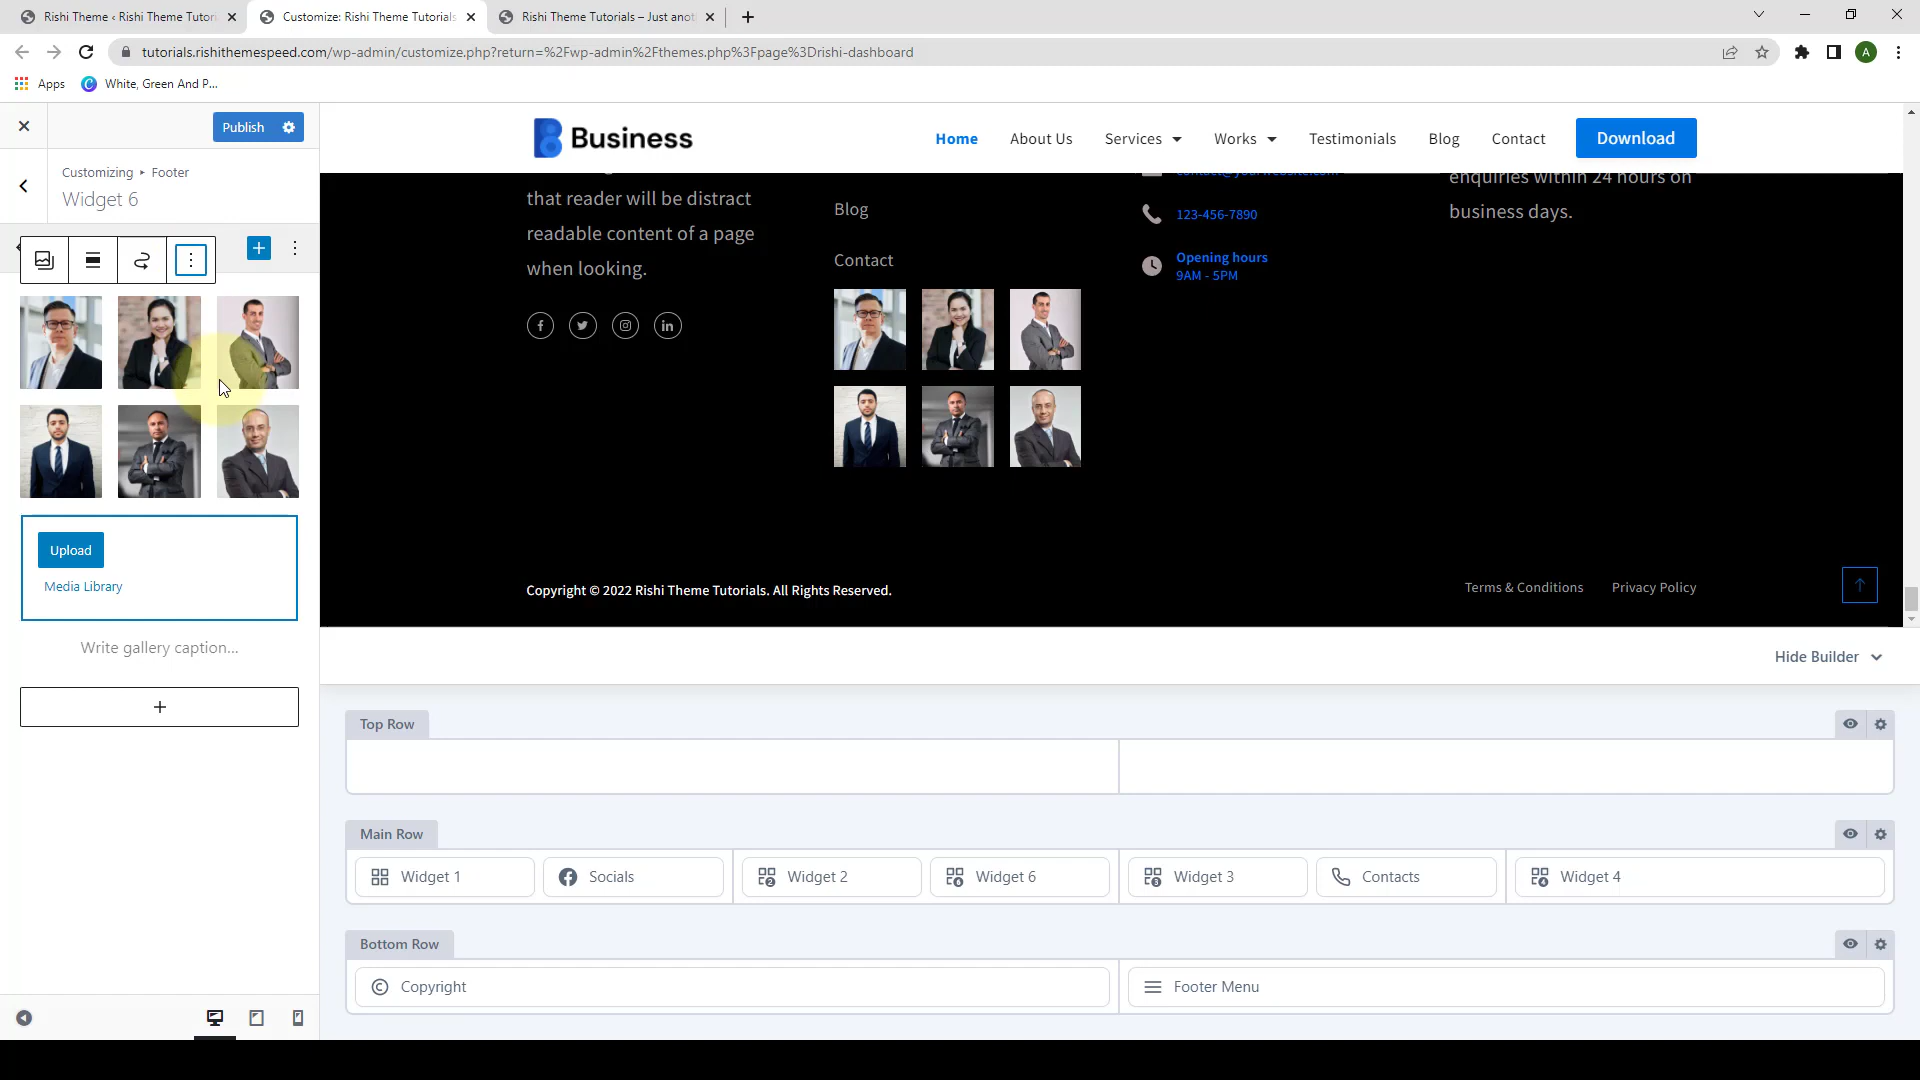 Rishi Theme ‹ Rishi Theme Tutori
Customize: Rishi Theme Tutorials
Rishi Theme Tutorials – Just anot
tutorials.rishithemespeed.com/wp-admin/customize.php?return=%2Fwp-admin%2Fthemes.php%3Fpage%3Drishi-dashboard
A
Apps
White, Green And P...
Publish
Customizing ▸ Footer
Widget 6
Upload
Media Library
Write gallery caption...
Business
Home
About Us
Services
Works
Testimonials
Blog
Contact
Download
that reader will be distract
readable content of a page
when looking.
Blog
Contact
contact@yourwebsite.com
123-456-7890
Opening hours
9AM - 5PM
enquiries within 24 hours on
business days.
Copyright © 2022 Rishi Theme Tutorials. All Rights Reserved.
Terms & Conditions
Privacy Policy
Hide Builder
Top Row
Main Row
Widget 1
Socials
Widget 2
Widget 6
Widget 3
Contacts
Widget 4
Bottom Row
Copyright
Footer Menu